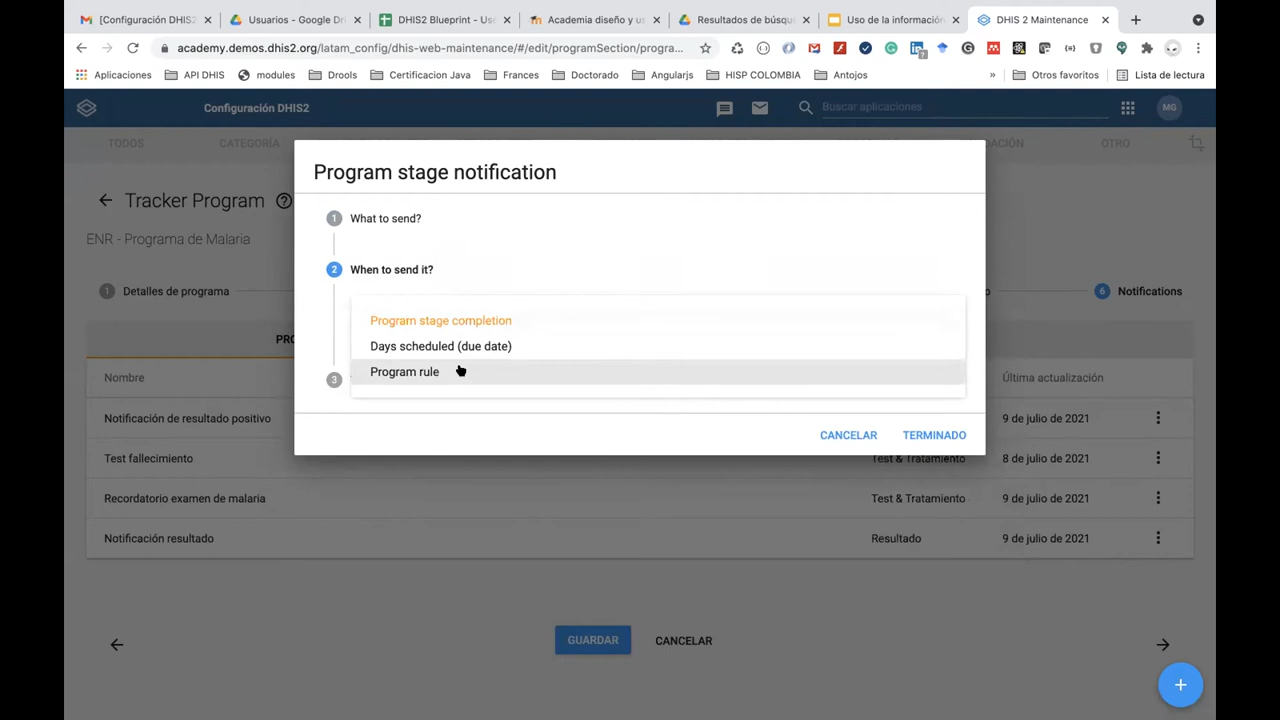 [Configuración DHIS2
Usuarios - Google Dri
DHIS2 Blueprint - Use
Academia diseño y us
Resultados de búsqu
Uso de la información
DHIS 2 Maintenance
academy.demos.dhis2.org/latam_config/dhis-web-maintenance/#/edit/programSection/progra...
Aplicaciones
API DHIS
modules
Drools
Certificacion Java
Frances
Doctorado
Angularjs
HISP COLOMBIA
Antojos
»
Otros favoritos
Lista de lectura
Configuración DHIS2
Buscar aplicaciones
MG
TODOS
CATEGORÍA
DACIÓN
OTRO
Program stage notification
Tracker Program
ENR - Programa de Malaria
1 What to send?
2 When to send it?
1 Detalles de programa
o
6 Notifications
Program stage completion
Days scheduled (due date)
Program rule
3
PRO
Nombre
Última actualización
Notificación de resultado positivo
9 de julio de 2021
CANCELAR
TERMINADO
Test fallecimiento
Test & Tratamiento
8 de julio de 2021
Recordatorio examen de malaria
Test & Tratamiento
9 de julio de 2021
Notificación resultado
Resultado
9 de julio de 2021
GUARDAR
CANCELAR